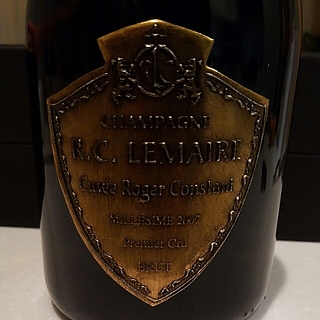 CHAMPAGNE
R.C. LEMAIRE
Cuvée Roger Constant
MILLESIME 2007
Premier Cru
BRUT